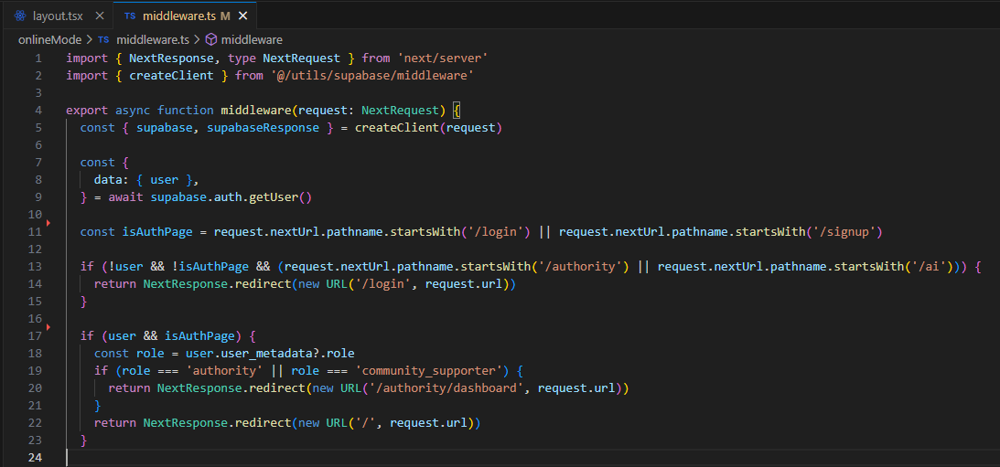 layout.tsx
TS middleware.ts M
onlineMode > TS middleware.ts > middleware
1 import { NextResponse, type NextRequest } from 'next/server'
2 import { createClient } from '@/utils/supabase/middleware'
3
4 export async function middleware(request: NextRequest) {
5 const { supabase, supabaseResponse } = createClient(request)
6
7 const {
8 data: { user },
9 } = await supabase.auth.getUser()
10
11 const isAuthPage = request.nextUrl.pathname.startsWith('/login') || request.nextUrl.pathname.startsWith('/signup')
12
13 if (!user && !isAuthPage && (request.nextUrl.pathname.startsWith('/authority') || request.nextUrl.pathname.startsWith('/ai'))) {
14 return NextResponse.redirect(new URL('/login', request.url))
15 }
16
17 if (user && isAuthPage) {
18 const role = user.user_metadata?.role
19 if (role === 'authority' || role === 'community_supporter') {
20 return NextResponse.redirect(new URL('/authority/dashboard', request.url))
21 }
22 return NextResponse.redirect(new URL('/', request.url))
23 }
24